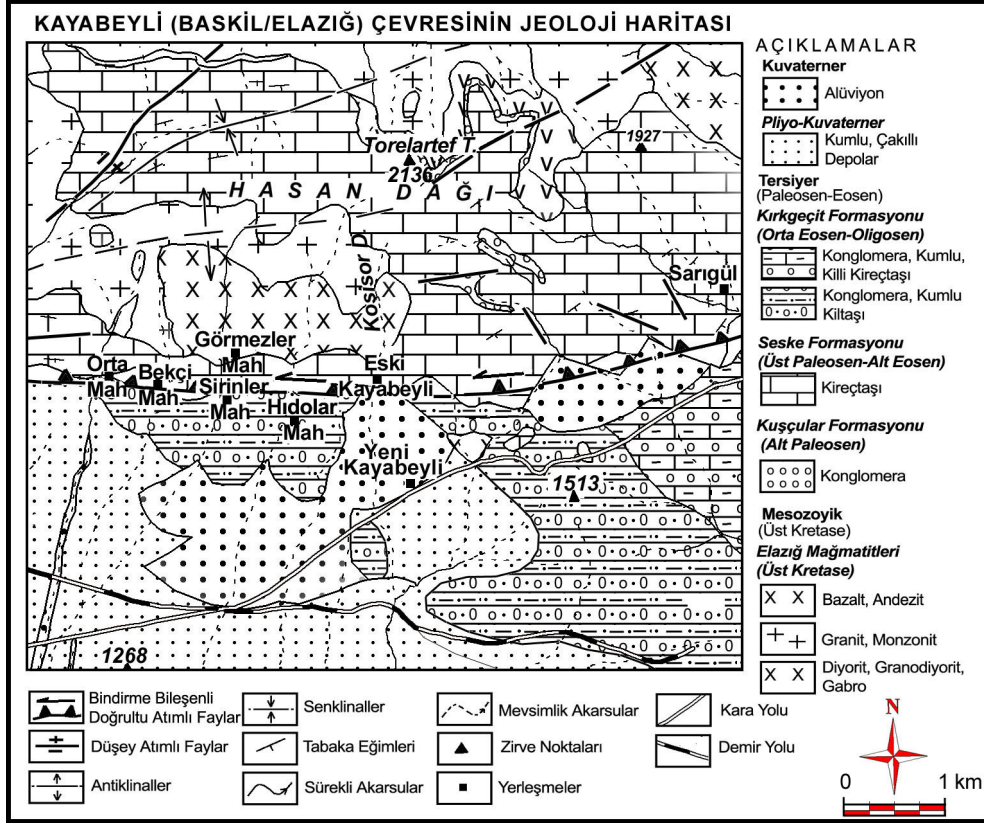 KAYABEYLİ (BASKİL/ELAZIĞ) ÇEVRESİNİN JEOLOJİ HARİTASI
Torelartef T.
2136
1927
HASAN DAĞI
Kosisor D.
Sarıgül
Görmezler
Mah
Orta
Mah
Bekçi
Mah
Sirinler
Mah
Hıdolar
Mah
Eski
Kayabeyli
Yeni
Kayabeyli
1513
1268
AÇIKLAMALAR
Kuvaterner
Alüviyon
Pliyo-Kuvaterner
Kumlu, Çakıllı
Depolar
Tersiyer
(Paleosen-Eosen)
Kırkgeçit Formasyonu
(Orta Eosen-Oligosen)
Konglomera, Kumlu,
Killi Kireçtaşı
Konglomera, Kumlu
Kiltaşı
Seske Formasyonu
(Üst Paleosen-Alt Eosen)
Kireçtaşı
Kuşçular Formasyonu
(Alt Paleosen)
Konglomera
Mesozoyik
(Üst Kretase)
Elazığ Mağmatitleri
(Üst Kretase)
Bazalt, Andezit
Granit, Monzonit
Diyorit, Granodiyorit,
Gabro
Bindirme Bileşenli
Doğrultu Atımlı Faylar
Düşey Atımlı Faylar
Antiklinaller
Senklinaller
Tabaka Eğimleri
Sürekli Akarsular
Mevsimlik Akarsular
Zirve Noktaları
Yerleşmeler
Kara Yolu
Demir Yolu
N
0 1 km